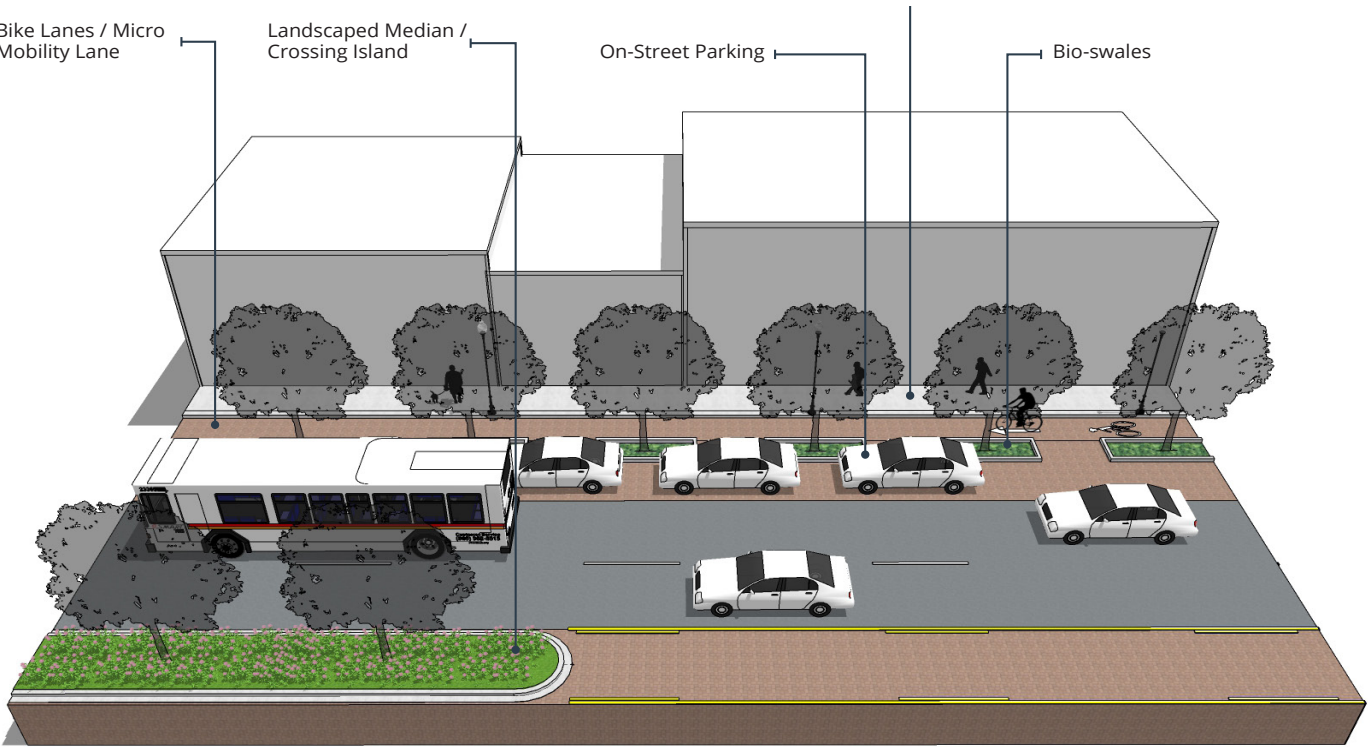 Bike Lanes / Micro
Mobility Lane
Landscaped Median /
Crossing Island
On-Street Parking
Bio-swales